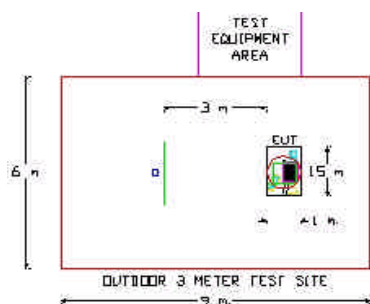 TEST
EQUIPMENT
AREA
3 m
EUT
6 m
1.5 m
1 m.
OUTDOOR 3 METER TEST SITE
9 m.